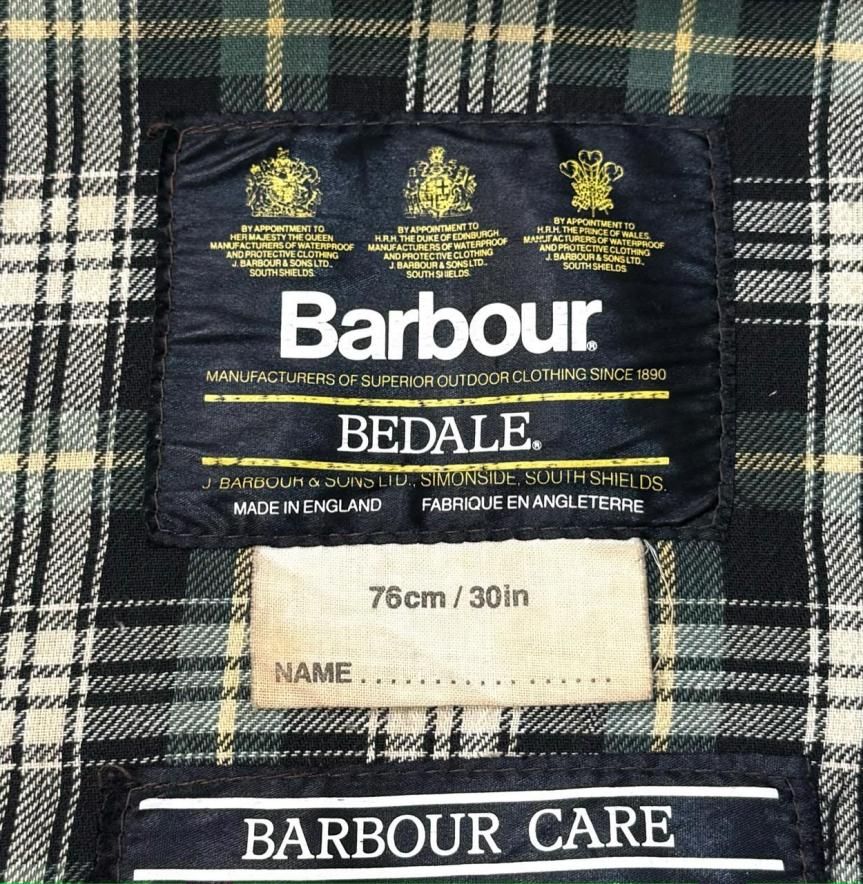 BY APPOINTMENT TO
HER MAJESTY THE QUEEN
MANUFACTURERS OF WATERPROOF
AND PROTECTIVE CLOTHING
J. BARBOUR & SONS LTD.,
SOUTH SHIELDS.
BY APPOINTMENT TO
H.R.H. THE DUKE OF EDINBURGH
MANUFACTURERS OF WATERPROOF
AND PROTECTIVE CLOTHING
J. BARBOUR & SONS LTD.,
SOUTH SHIELDS.
BY APPOINTMENT TO
H.R.H. THE PRINCE OF WALES.
MANUFACTURERS OF WATERPROOF
AND PROTECTIVE CLOTHING
J. BARBOUR & SONS LTD.,
SOUTH SHIELDS.
Barbour®
MANUFACTURERS OF SUPERIOR OUTDOOR CLOTHING SINCE 1890
BEDALE®
J. BARBOUR & SONS LTD., SIMONSIDE, SOUTH SHIELDS.
MADE IN ENGLAND FABRIQUE EN ANGLETERRE
76cm / 30in
NAME..................
BARBOUR CARE